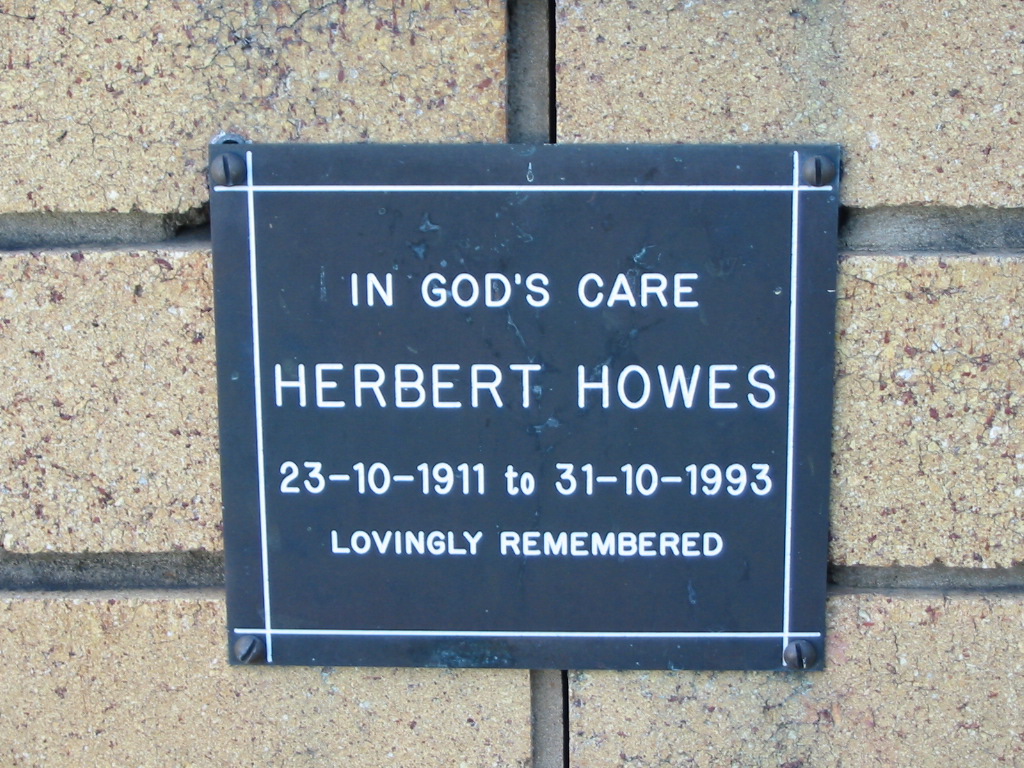 IN GOD'S CARE
HERBERT HOWES
23-10-1911 to 31-10-1993
LOVINGLY REMEMBERED